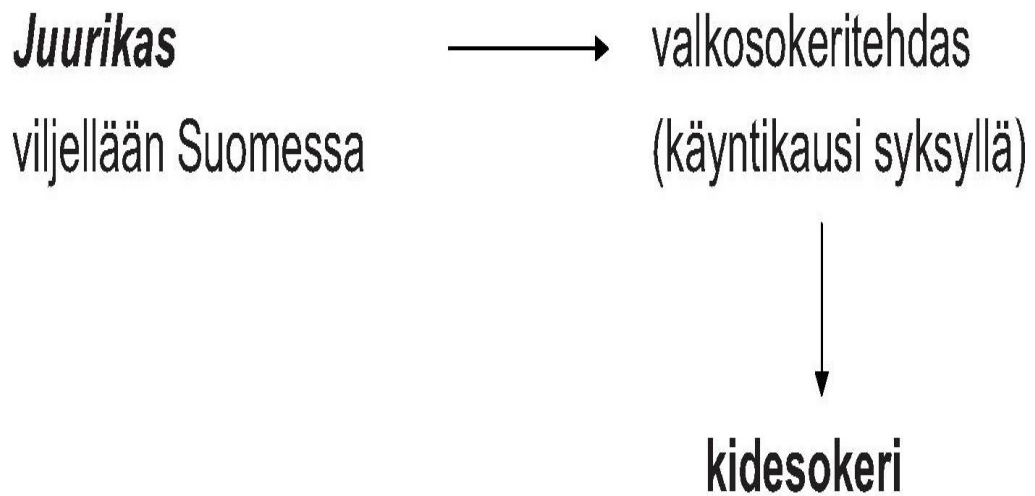 Juurikas
valkosokeritehdas
viljellään Suomessa
(käyntikausi syksyllä)
kidesokeri